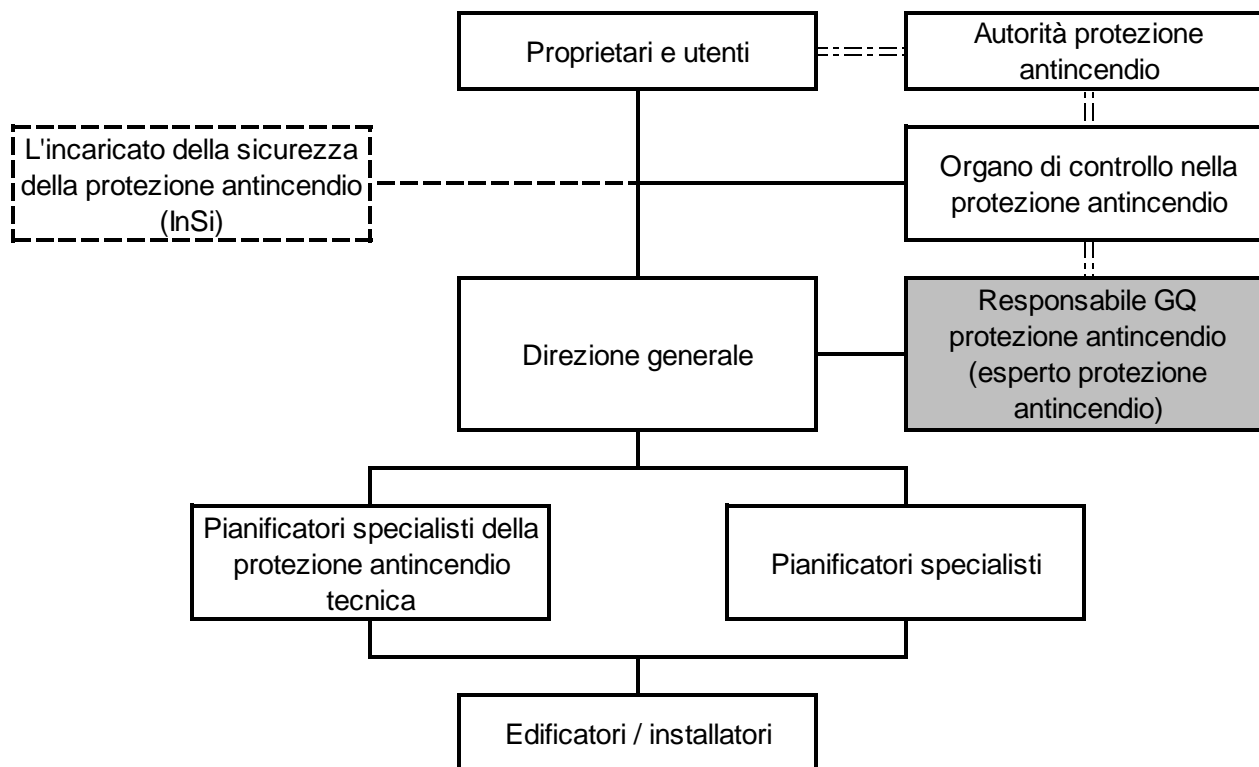 Proprietari e utenti
Autorità protezione
antincendio
L'incaricato della sicurezza
della protezione antincendio
(InSi)
Organo di controllo nella
protezione antincendio
Direzione generale
Responsabile GQ
protezione antincendio
(esperto protezione
antincendio)
Pianificatori specialisti della
protezione antincendio
tecnica
Pianificatori specialisti
Edificatori / installatori